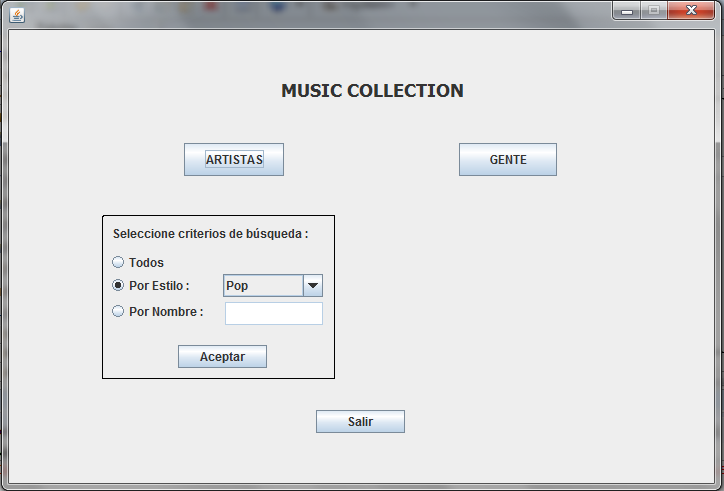 MUSIC COLLECTION
ARTISTAS
GENTE
Seleccione criterios de búsqueda :
Todos
Por Estilo :
Pop
Por Nombre :
Aceptar
Salir